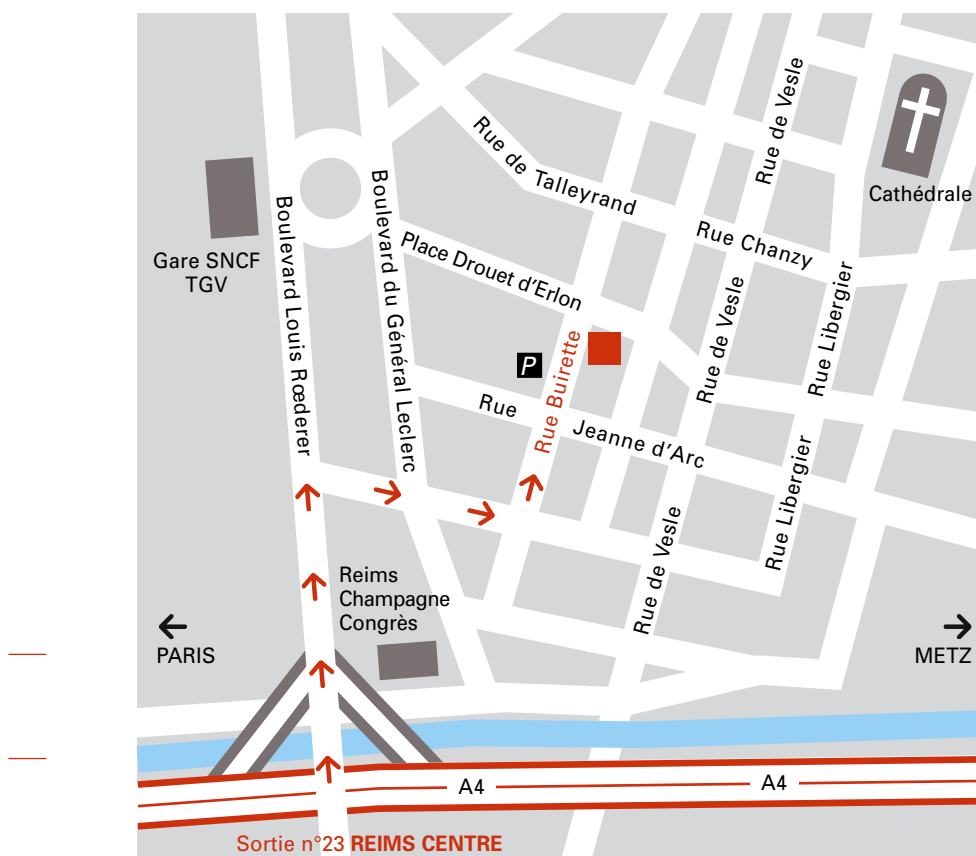 Rue de Vesle
Cathédrale
Rue de Talleyrand
Rue Chanzy
Boulevard Louis Rœderer
Boulevard du Général Leclerc
Place Drouet d'Erlon
Gare SNCF
TGV
Rue de Vesle
Rue Libergier
P
Rue Buirette
Rue Jeanne d'Arc
Rue de Vesle
Rue Libergier
Reims
Champagne
Congrès
PARIS
METZ
A4
A4
Sortie n°23 REIMS CENTRE